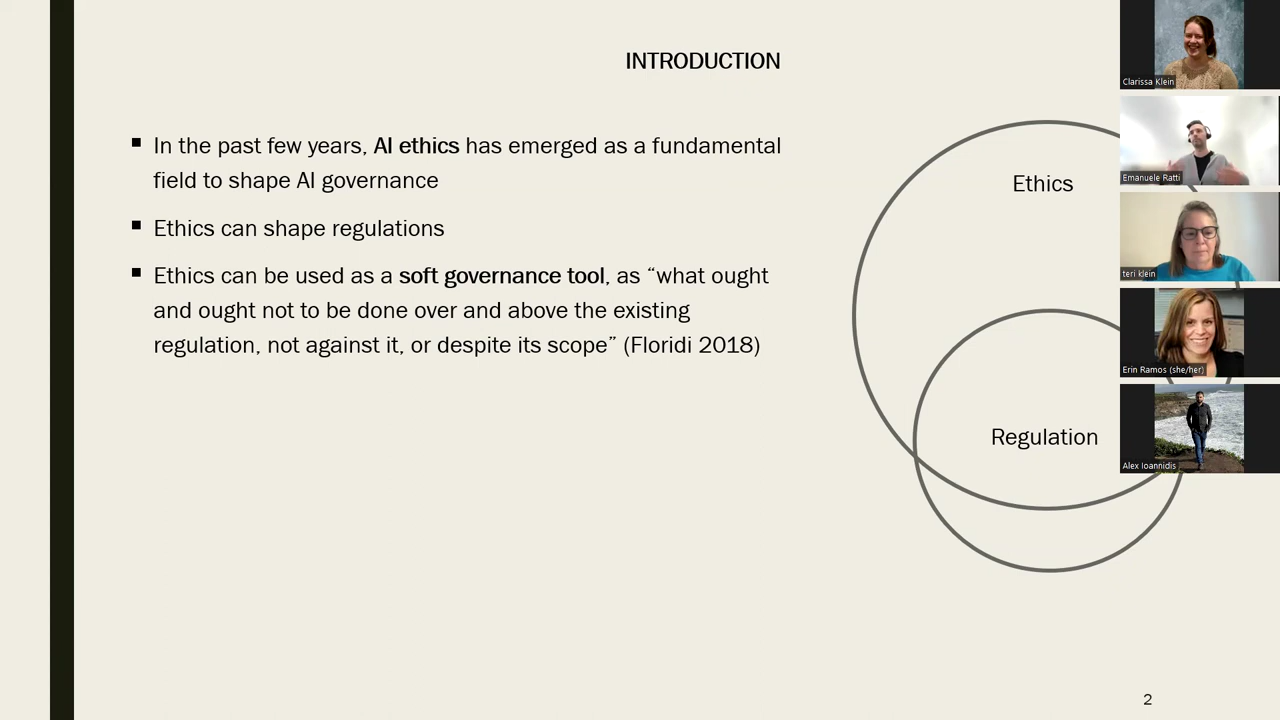 INTRODUCTION
▪ In the past few years, AI ethics has emerged as a fundamental
field to shape AI governance
▪ Ethics can shape regulations
▪ Ethics can be used as a soft governance tool, as “what ought
and ought not to be done over and above the existing
regulation, not against it, or despite its scope” (Floridi 2018)
Ethics
Regulation
2
Clarissa Klein
Emanuele Ratti
teri klein
Erin Ramos (she/her)
Alex Ioannidis